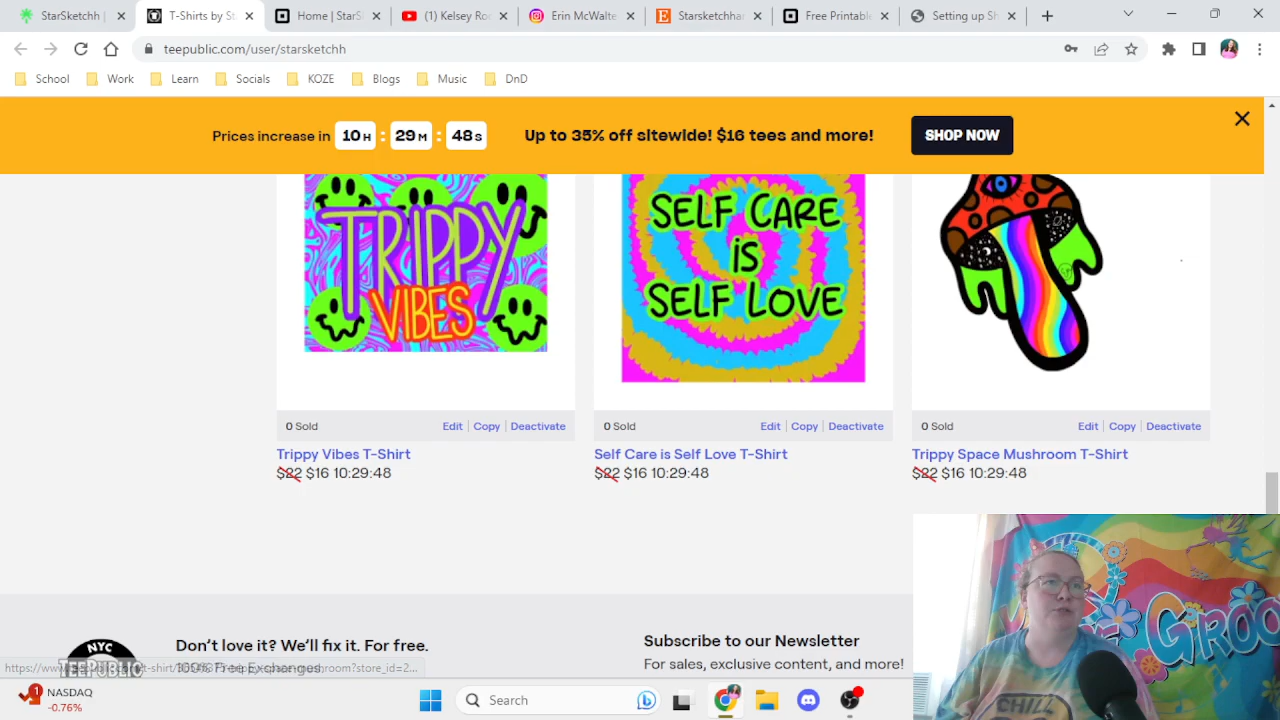 StarSketchh |
T-Shirts by St
Home | StarS
(1) Kelsey Ro
Erin McWalte
Starsketchhar
Free Printable
Setting up Sh
teepublic.com/user/starsketchh
School
Work
Learn
Socials
KOZE
Blogs
Music
DnD
Prices increase in 10H : 29M : 48s
Up to 35% off sitewide! $16 tees and more!
SHOP NOW
TRIPPY
VIBES
SELF CARE
is
SELF LOVE
0 Sold
Edit | Copy | Deactivate
0 Sold
Edit | Copy | Deactivate
0 Sold
Edit | Copy | Deactivate
Trippy Vibes T-Shirt
$22 $16 10:29:48
Self Care is Self Love T-Shirt
$22 $16 10:29:48
Trippy Space Mushroom T-Shirt
$22 $16 10:29:48
NYC
TEEPUBLIC
Don't love it? We'll fix it. For free.
Subscribe to our Newsletter
For sales, exclusive content, and more!
1
NASDAQ
-0.76%
Search
GIROO
CHILL